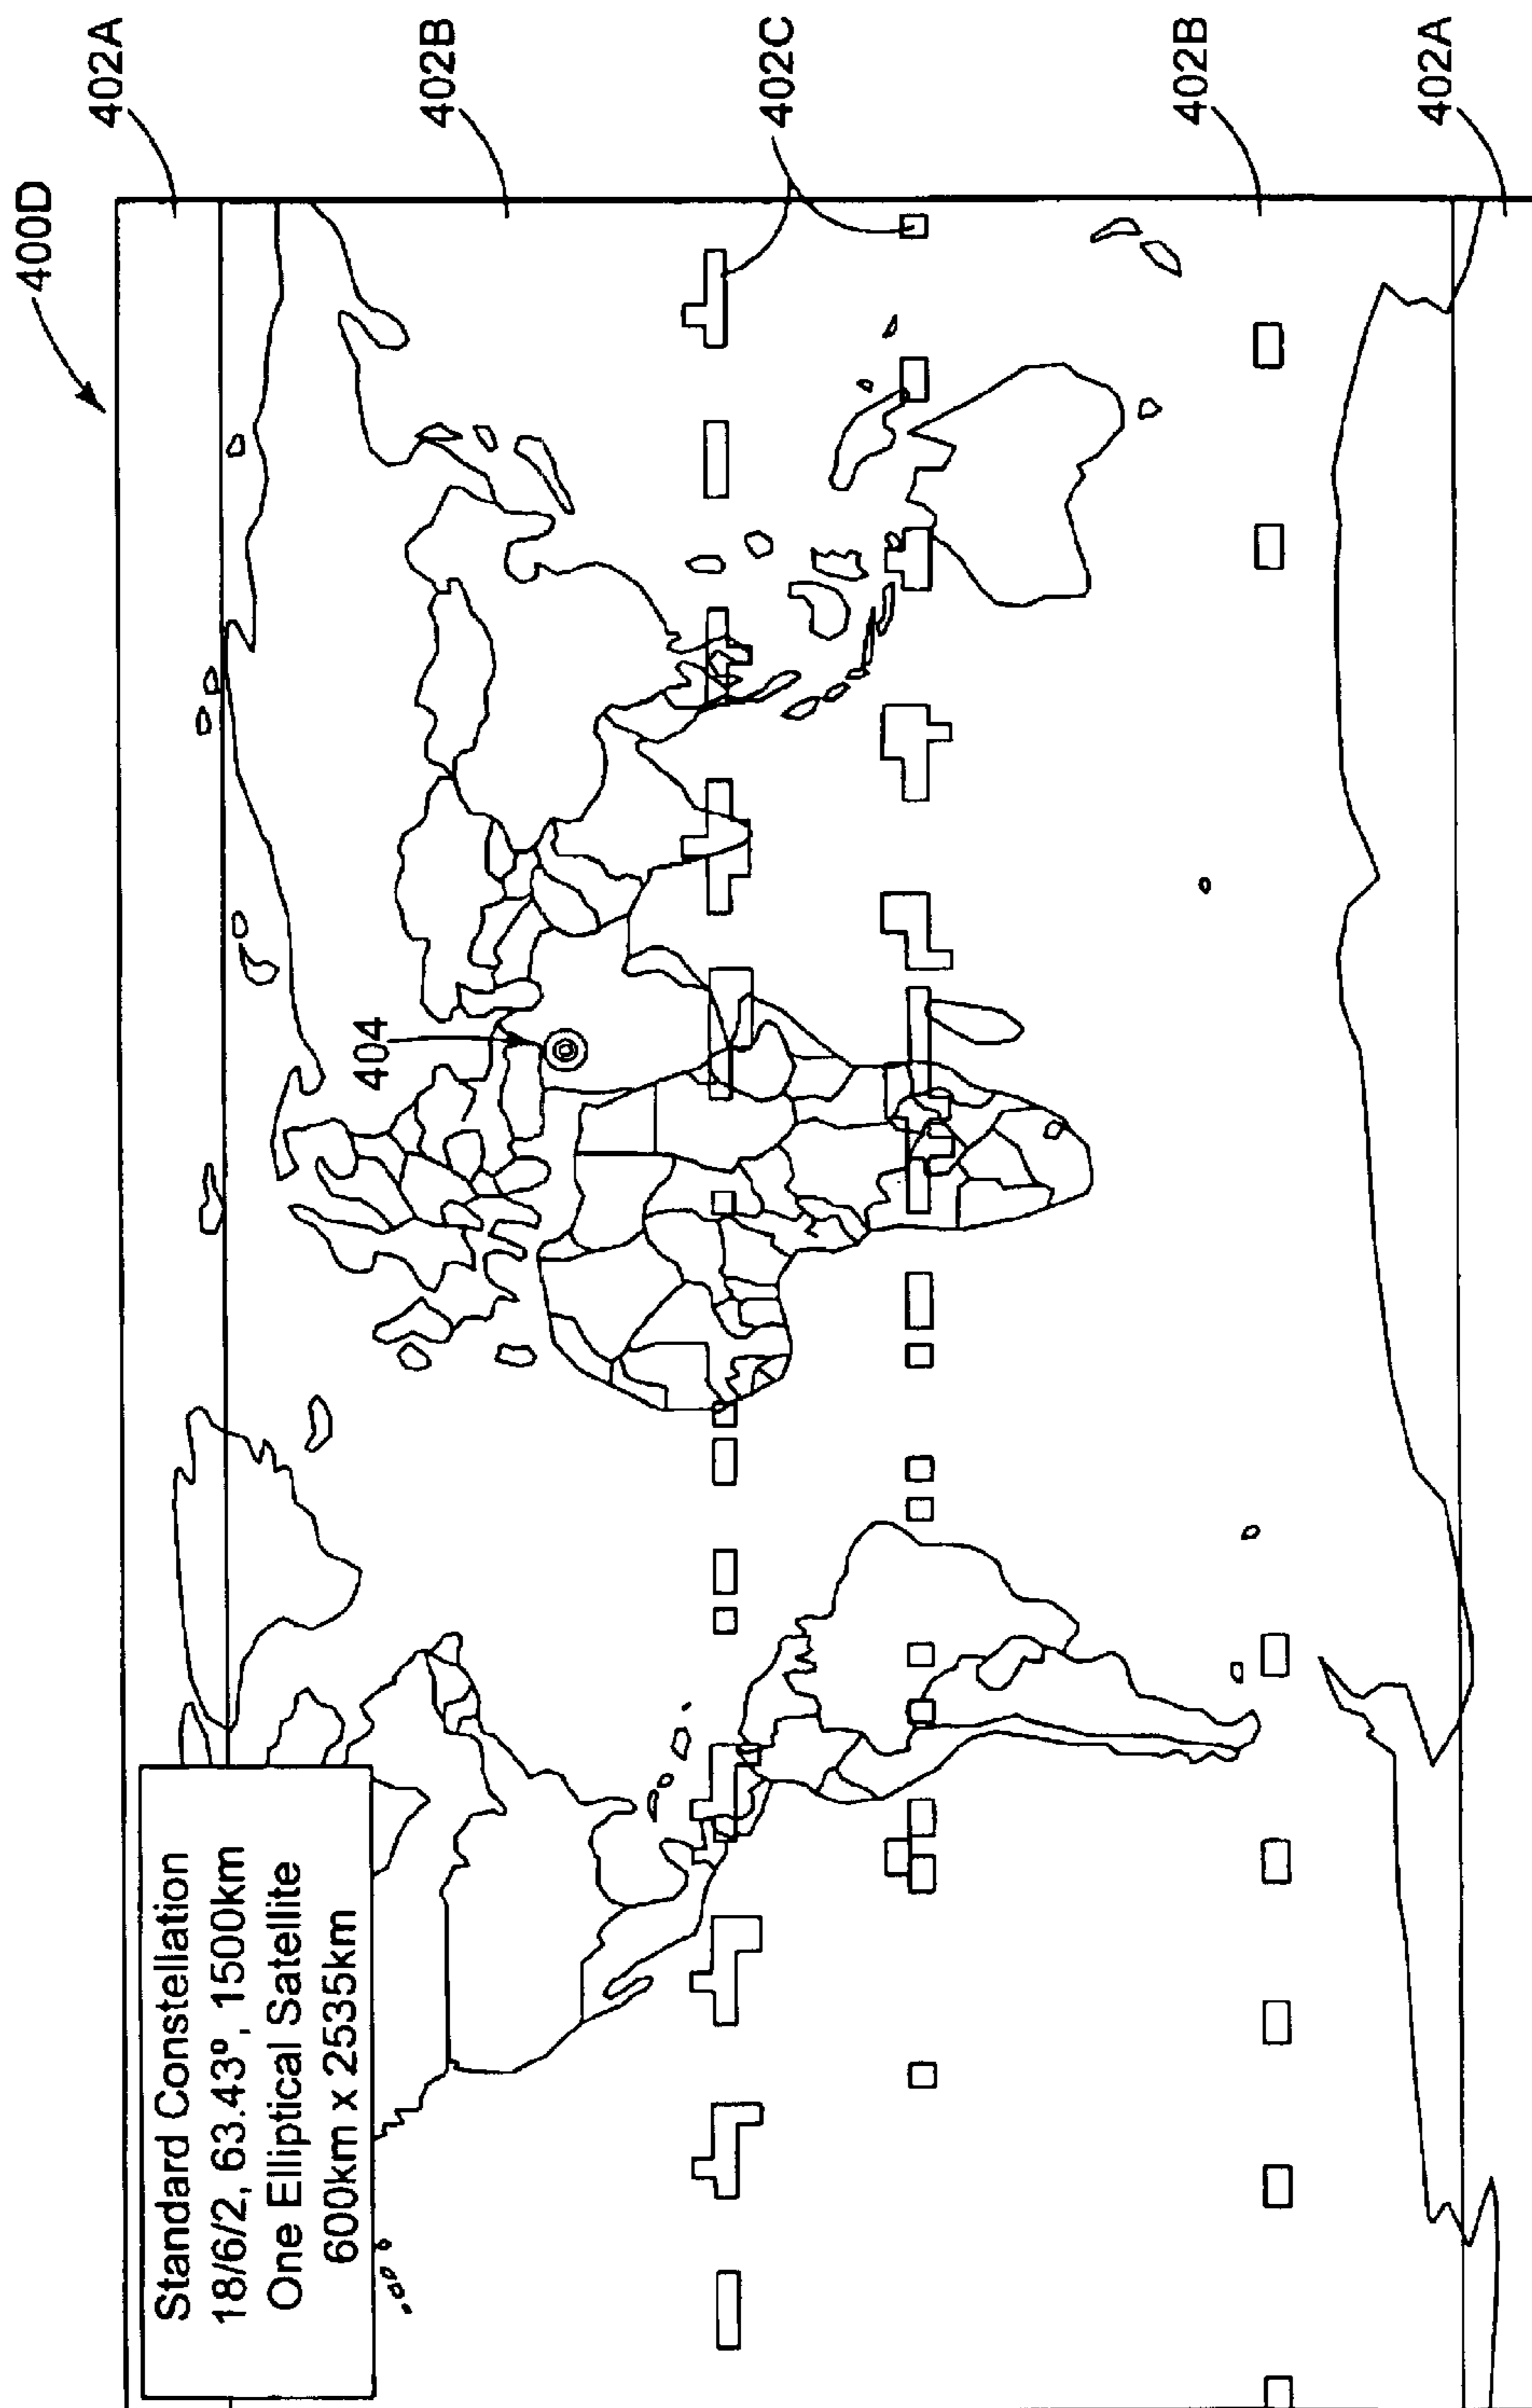 400D
402A
402B
402C
402B
402A
404
Standard Constellation
18/6/2, 63.43º, 1500km
One Elliptical Satellite
600km x 2535km